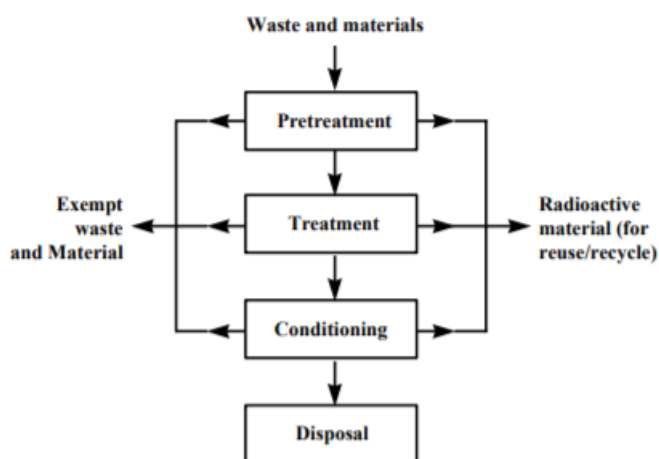 Waste and materials
Pretreatment
Exempt
waste
and Material
Treatment
Radioactive
material (for
reuse/recycle)
Conditioning
Disposal